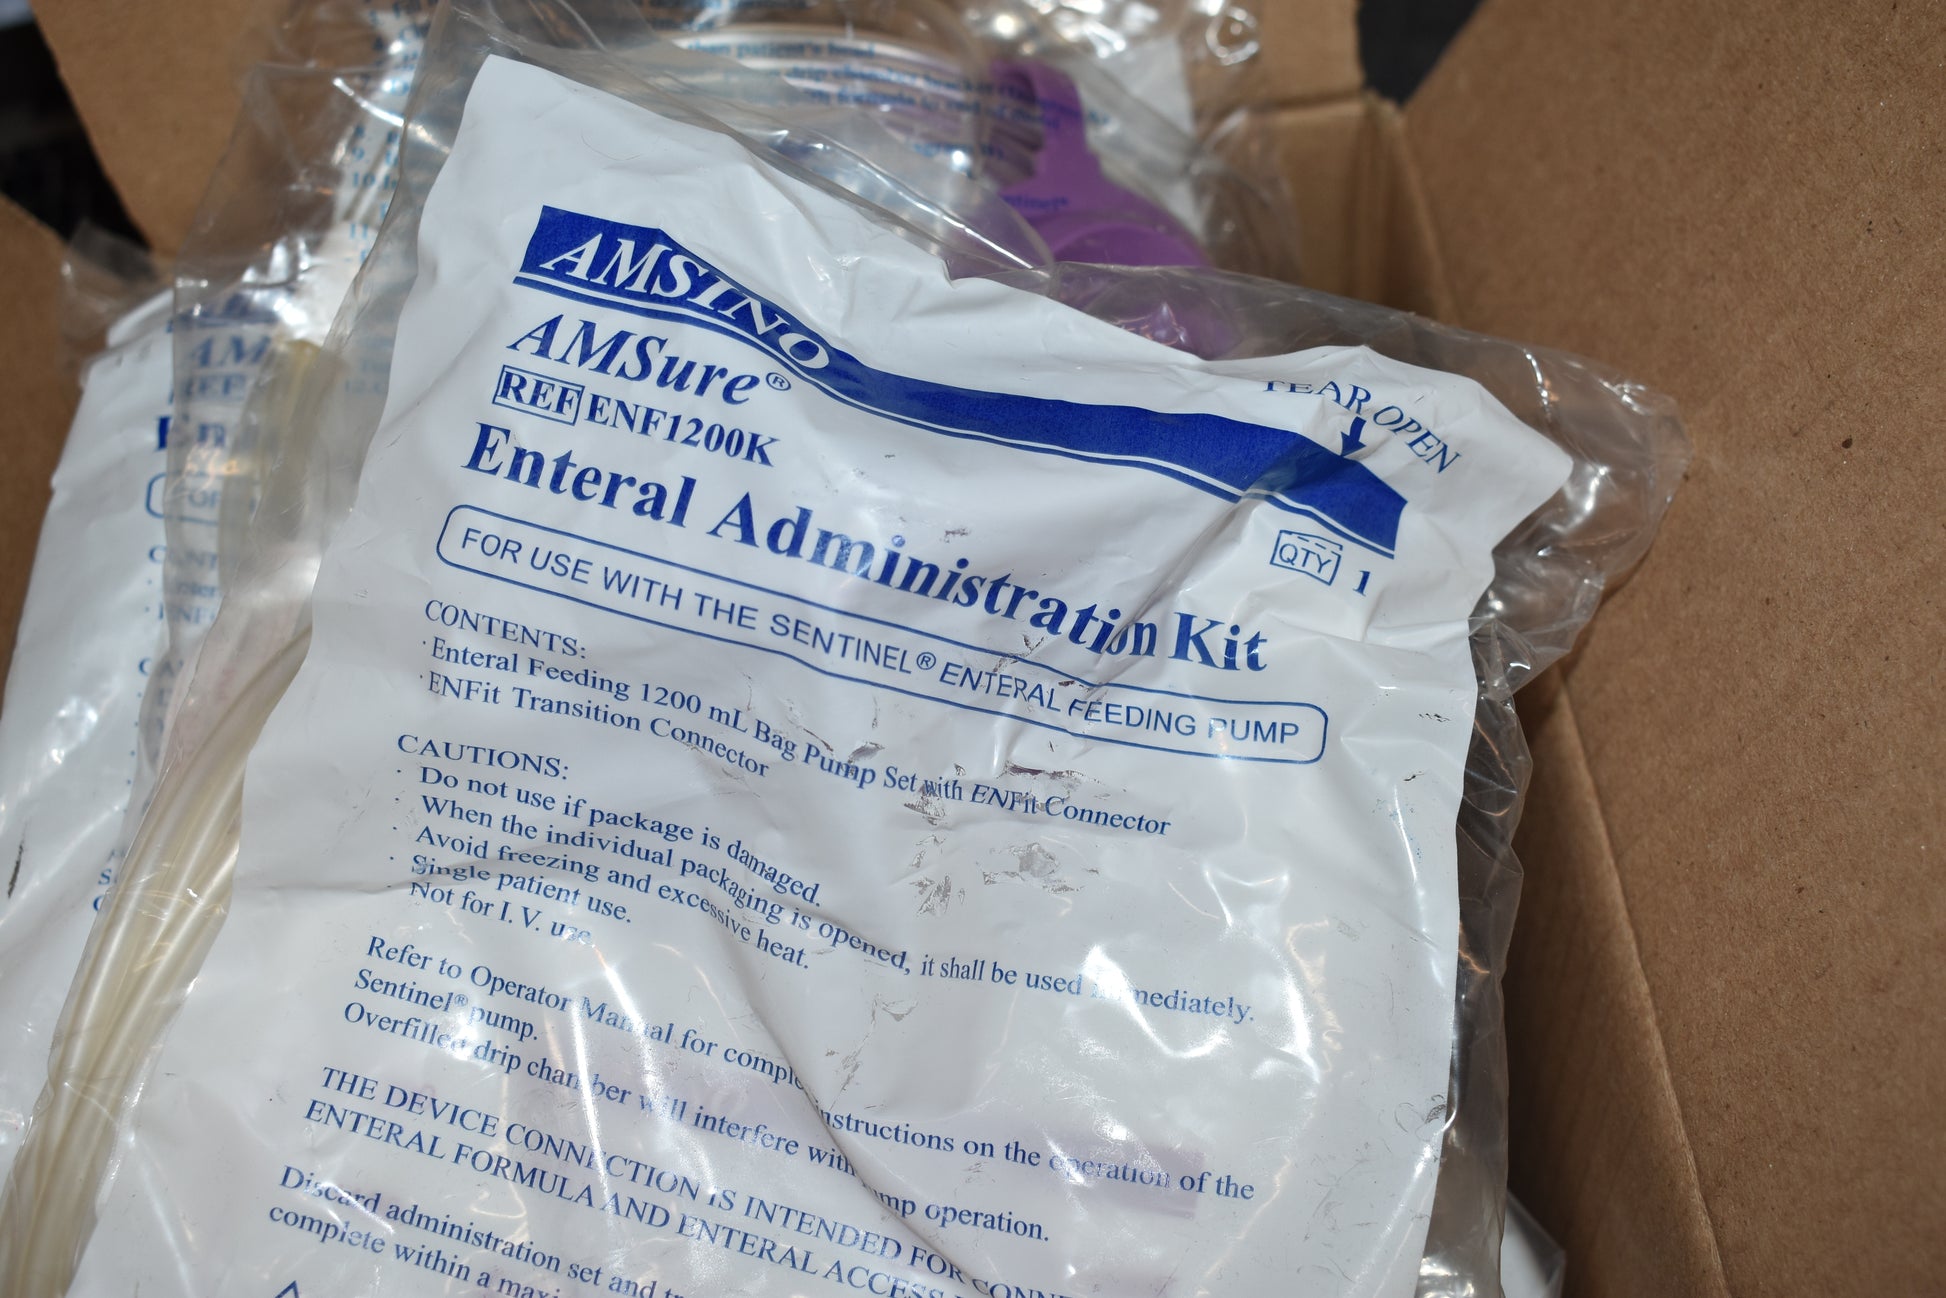 than patient's head
AMSINO
AMSure®
REF ENF1200K
TEAR OPEN
Enteral Administration Kit
QTY 1
FOR USE WITH THE SENTINEL® ENTERAL FEEDING PUMP
CONTENTS:
· Enteral Feeding 1200 mL Bag Pump Set with ENFit Connector
· ENFit Transition Connector
CAUTIONS:
· Do not use if package is damaged.
· When the individual packaging is opened, it shall be used immediately.
· Avoid freezing and excessive heat.
· Single patient use.
Not for I. V. use.
Refer to Operator Manual for complete instructions on the operation of the
Sentinel® pump.
Overfilled drip chamber will interfere with pump operation.
THE DEVICE CONNECTION IS INTENDED FOR
ENTERAL FORMULA AND ENTERAL ACCESS
Discard administration set and
complete within a
AM
REF